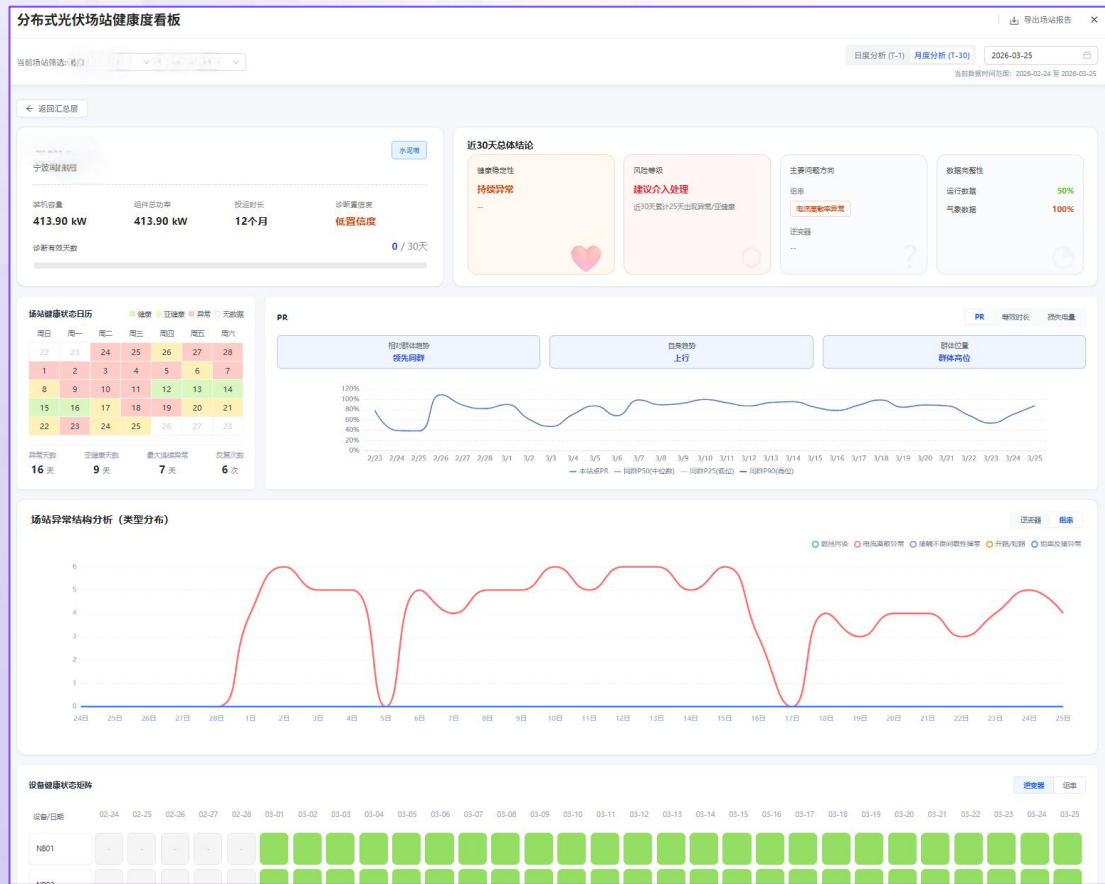 分布式光伏场站健康度看板
导出场站报告
当前场站筛选:
日度分析 (T-1) 月度分析 (T-30) 2026-03-25
当前数据时间范围: 2026-02-24 至 2026-03-25
← 返回汇总层
水泥墩
宁波
装机容量 组件总功率 投运时长 诊断置信度
413.90 kW 413.90 kW 12个月 低置信度
诊断有效天数 0 / 30天
近30天总体结论
健康稳定性
持续异常
--
风险等级
建议介入处理
近30天累计25天出现异常/亚健康
主要问题方向
组串
电流离散率异常
逆变器
--
数据完整性
运行数据 50%
气象数据 100%
场站健康状态日历 健康 亚健康 异常 无数据
周日 周一 周二 周三 周四 周五 周六
22 23 24 25 26 27 28
1 2 3 4 5 6 7
8 9 10 11 12 13 14
15 16 17 18 19 20 21
22 23 24 25 26 27 28
异常天数 亚健康天数 最大连续异常 反复次数
16 天 9 天 7 天 6 次
PR
PR 等效时长 损失电量
相对群体趋势
领先同群
自身趋势
上行
群体位置
群体高位
120%
100%
80%
60%
40%
20%
0%
2/23 2/24 2/25 2/26 2/27 2/28 3/1 3/2 3/3 3/4 3/5 3/6 3/7 3/8 3/9 3/10 3/11 3/12 3/13 3/14 3/15 3/16 3/17 3/18 3/19 3/20 3/21 3/22 3/23 3/24 3/25
本站点PR 同群P50(中位数) 同群P25(低位) 同群P90(高位)
场站异常结构分析（类型分布）
逆变器 组串
遮挡污染 电流离散异常 接触不良间歇性掉零 开路/短路 组串反接异常
6
5
4
3
2
1
0
24日 25日 26日 27日 28日 1日 2日 3日 4日 5日 6日 7日 8日 9日 10日 11日 12日 13日 14日 15日 16日 17日 18日 19日 20日 21日 22日 23日 24日 25日
设备健康状态矩阵
逆变器 组串
设备/日期 02-24 02-25 02-26 02-27 02-28 03-01 03-02 03-03 03-04 03-05 03-06 03-07 03-08 03-09 03-10 03-11 03-12 03-13 03-14 03-15 03-16 03-17 03-18 03-19 03-20 03-21 03-22 03-23 03-24 03-25
NB01 - - - - -